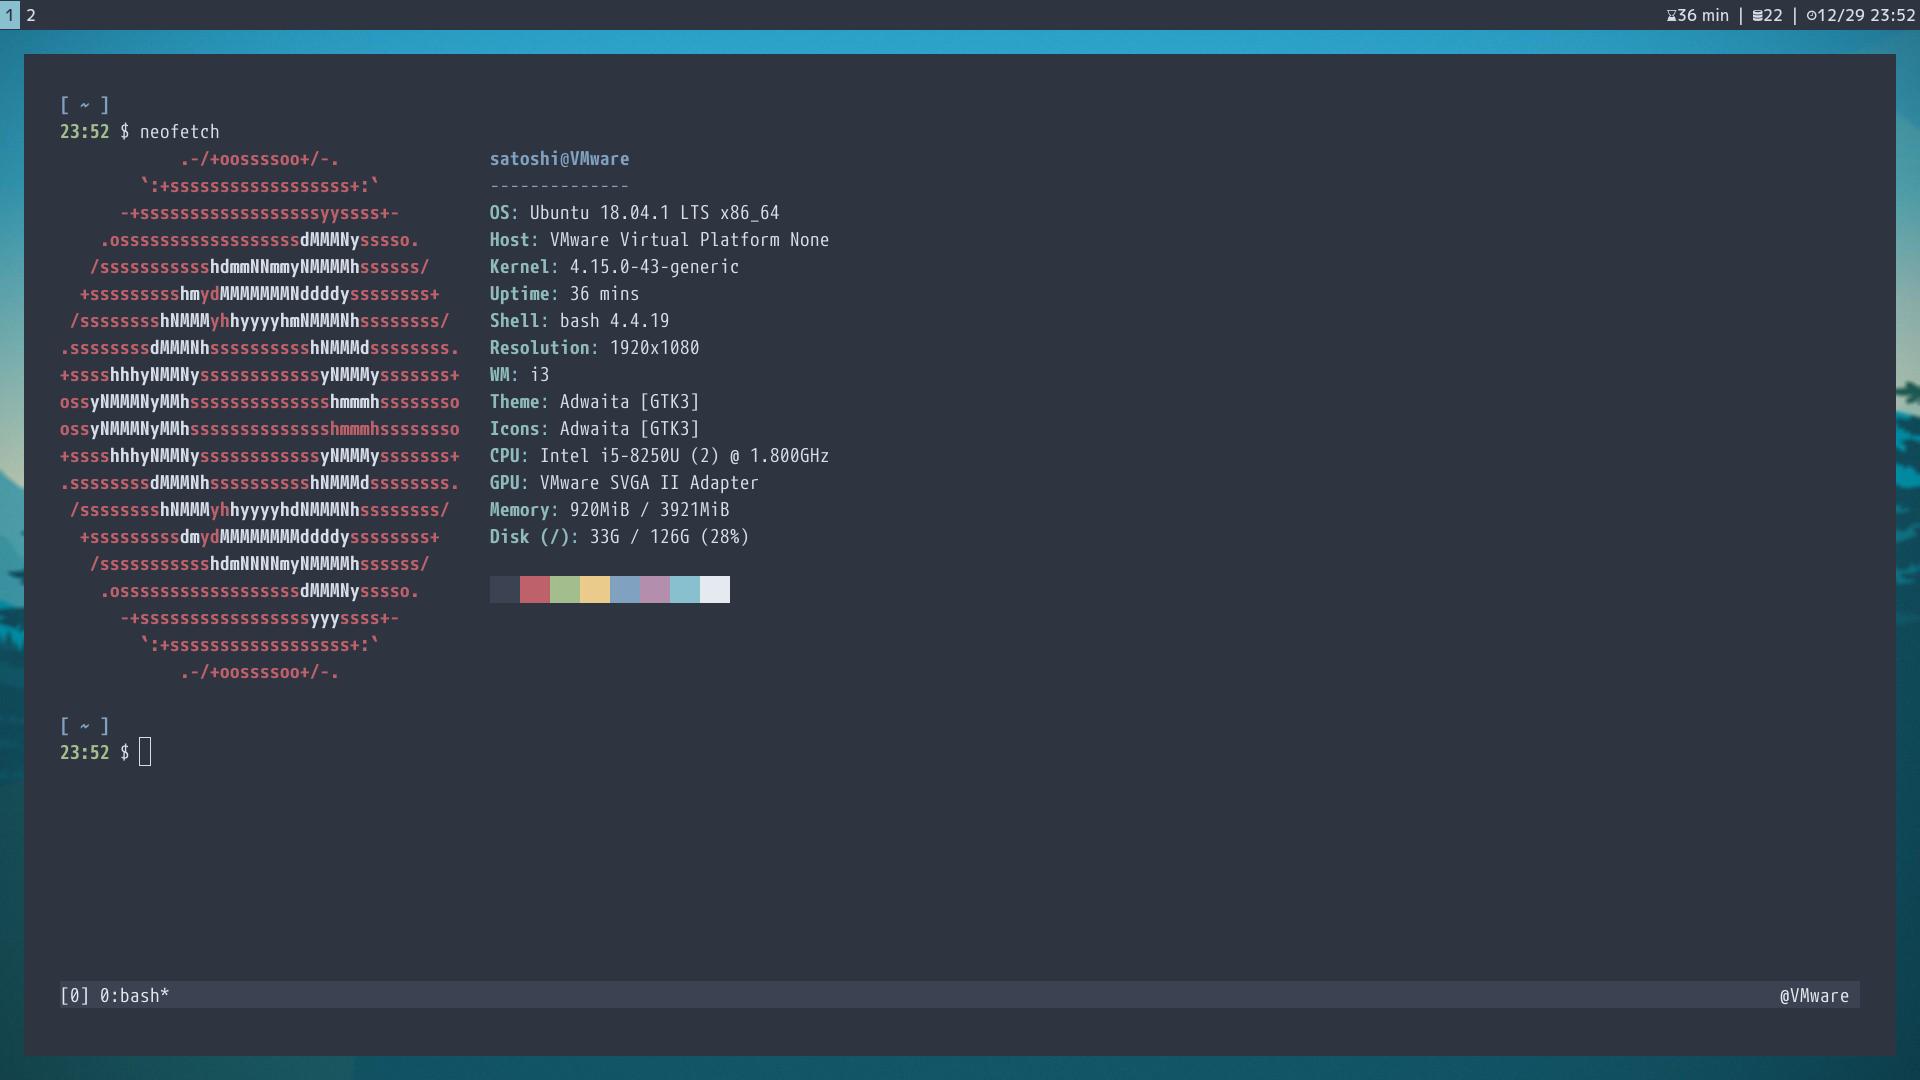 1 2 36 min | 22 | 12/29 23:52
[ ~ ]
23:52 $ neofetch
.-/+oossssoo+/-. satoshi@VMware
`:+ssssssssssssssssss+:` --------------
-+ssssssssssssssssssyyssss+- OS: Ubuntu 18.04.1 LTS x86_64
.ossssssssssssssssssdMMMNysssso. Host: VMware Virtual Platform None
/ssssssssssshdmmNNmmyNMMMMhssssss/ Kernel: 4.15.0-43-generic
+ssssssssshmydMMMMMMMNddddyssssssss+ Uptime: 36 mins
/sssssssshNMMMyhhyyyyhmNMMMNhssssssss/ Shell: bash 4.4.19
.ssssssssdMMMNhsssssssssshNMMMdssssssss. Resolution: 1920x1080
+sssshhhyNMMNyssssssssssssyNMMMysssssss+ WM: i3
ossyNMMMNyMMhsssssssssssssshmmmhssssssso Theme: Adwaita [GTK3]
ossyNMMMNyMMhsssssssssssssshmmmhssssssso Icons: Adwaita [GTK3]
+sssshhhyNMMNyssssssssssssyNMMMysssssss+ CPU: Intel i5-8250U (2) @ 1.800GHz
.ssssssssdMMMNhsssssssssshNMMMdssssssss. GPU: VMware SVGA II Adapter
/sssssssshNMMMyhhyyyyhdNMMMNhssssssss/ Memory: 920MiB / 3921MiB
+sssssssssdmydMMMMMMMMddddyssssssss+ Disk (/): 33G / 126G (28%)
/ssssssssssshdmNNNNmyNMMMMhssssss/
.ossssssssssssssssssdMMMNysssso.
-+sssssssssssssssssyyyssss+-
`:+ssssssssssssssssss+:`
.-/+oossssoo+/-.
[ ~ ]
23:52 $
[0] 0:bash* @VMware